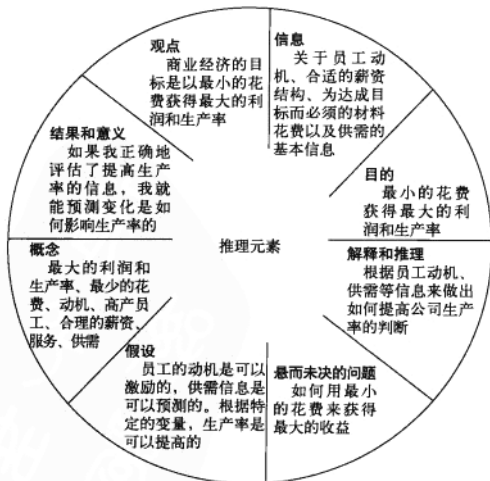 观点
商业经济的目
标是以最小的花
费获得最大的利
润和生产率
信息
关于员工动
机、合适的薪资
结构、为达成目
标而必须的材料
花费以及供需的
基本信息
目的
最小的花费
获得最大的利
润和生产率
解释和推理
根据员工动机、
供需等信息来做出
如何提高公司生产
率的判断
悬而未决的问题
如何用最小
的花费来获得
最大的收益
假设
员工的动机是可以
激励的，供需信息是
可以预测的。根据特
定的变量，生产率是
可以提高的
概念
最大的利润和
生产率、最少的花
费、动机、高产员
工、合理的薪资、
服务、供需
结果和意义
如果我正确地
评估了提高生产
率的信息，我就
能预测变化是如
何影响生产率的
推理元素